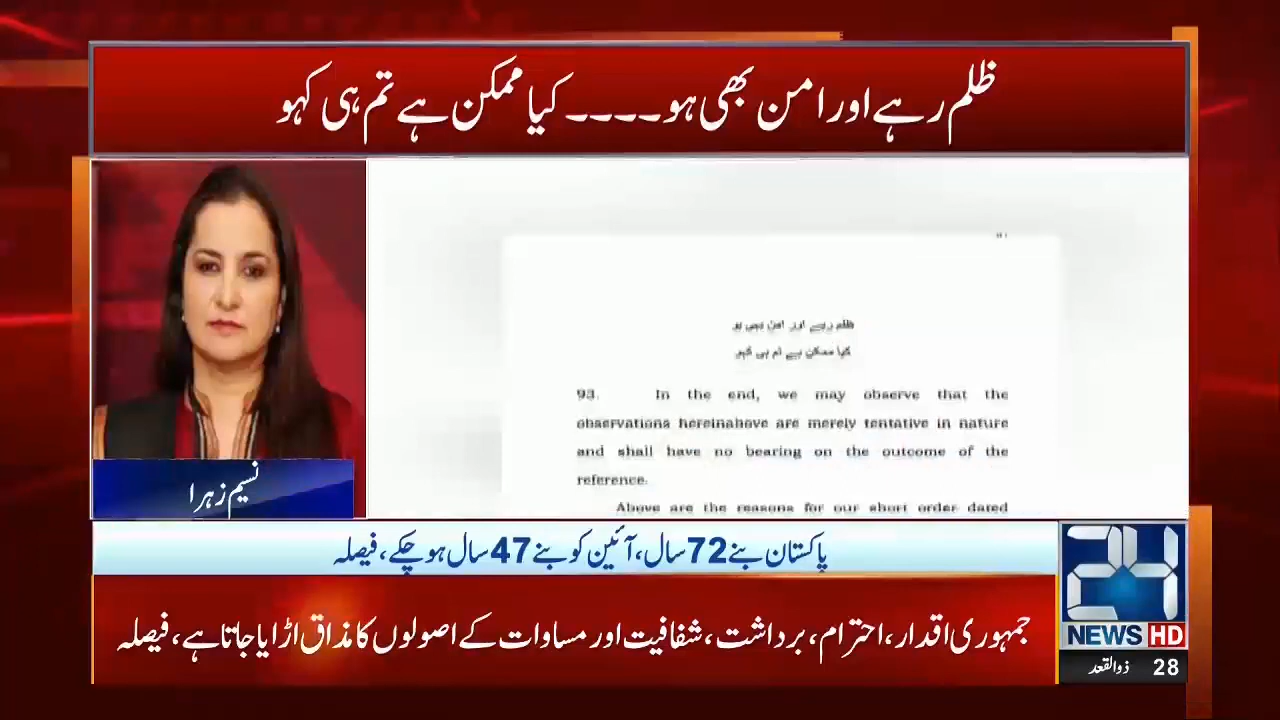 ظلم رہے اور امن بھی ہو ۔۔۔۔ کیا ممکن ہے تم ہی کہو
ظلم رہے اور امن بھی ہو
کیا ممکن ہے تم ہی کہو
93. In the end, we may observe that the
observations hereinabove are merely tentative in nature
and shall have no bearing on the outcome of the
reference.
Above are the reasons for our short order dated
نسیم زہرا
پاکستان بنے 72 سال، آئین کو بنے 47 سال ہو چکے، فیصلہ
جمہوری اقدار، احترام، برداشت، شفافیت اور مساوات کے اصولوں کا مذاق اڑایا جاتا ہے، فیصلہ
24
NEWS HD
28 ذوالقعد